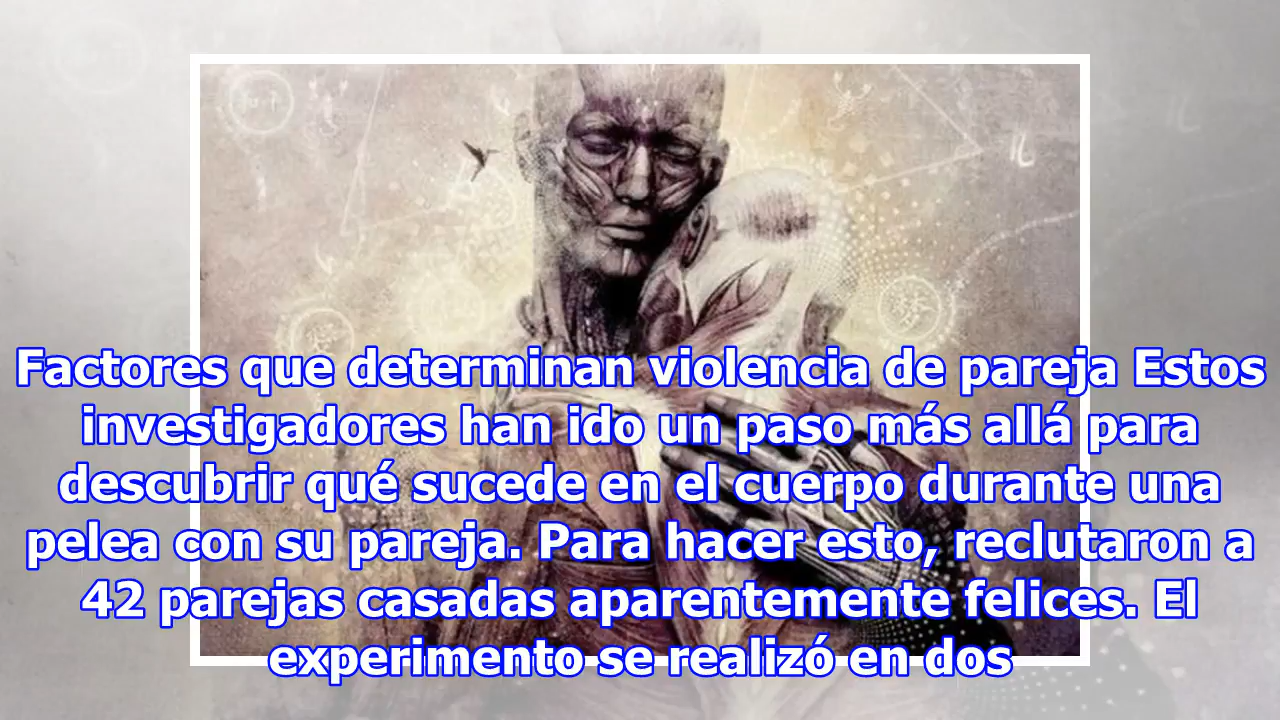 Factores que determinan violencia de pareja Estos
investigadores han ido un paso más allá para
descubrir qué sucede en el cuerpo durante una
pelea con su pareja. Para hacer esto, reclutaron a
42 parejas casadas aparentemente felices. El
experimento se realizó en dos